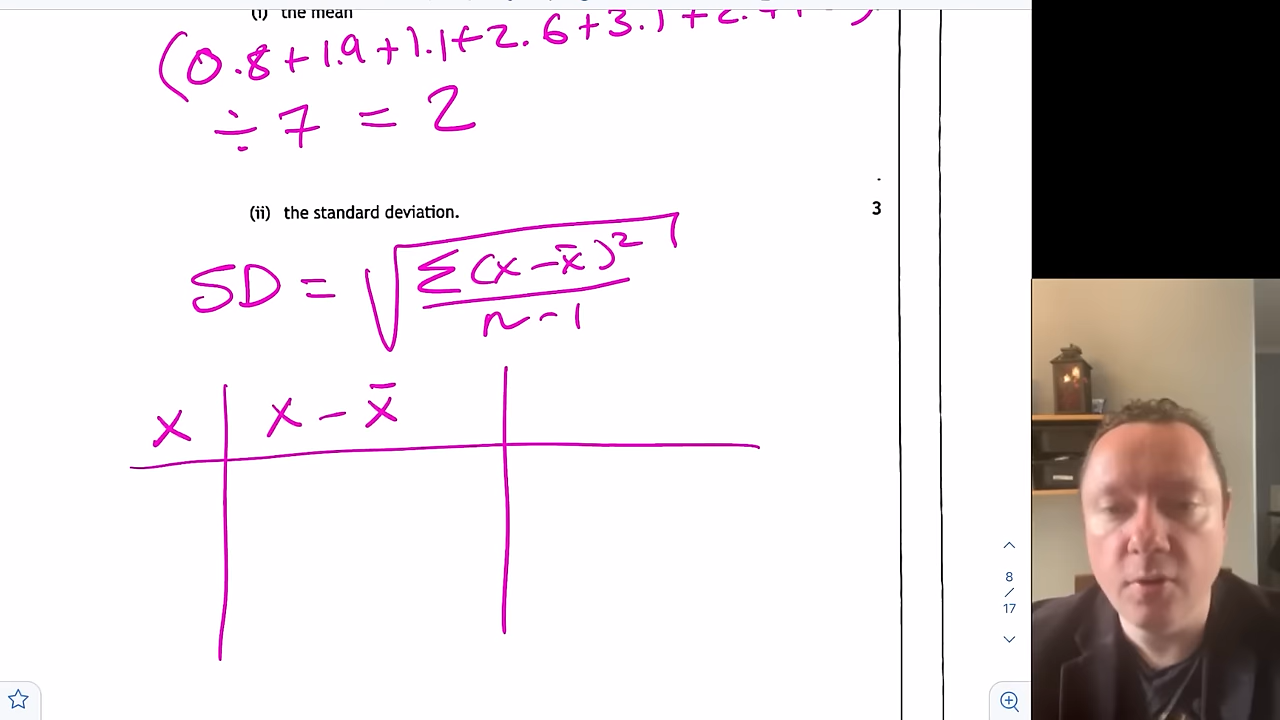 (i) the mean
(0.8+1.9+1.1+2.6+3.1+2.
÷ 7 = 2
(ii) the standard deviation.
3
SD = √Σ(x-x̄)²
n-1
x
x - x̄
8
/
17